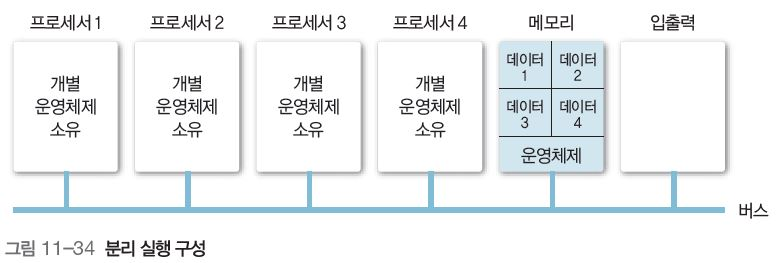 프로세서 1
프로세서 2
프로세서 3
프로세서 4
메모리
입출력
개별
운영체제
소유
개별
운영체제
소유
개별
운영체제
소유
개별
운영체제
소유
데이터
1
데이터
2
데이터
3
데이터
4
운영체제
버스
그림 11-34 분리 실행 구성